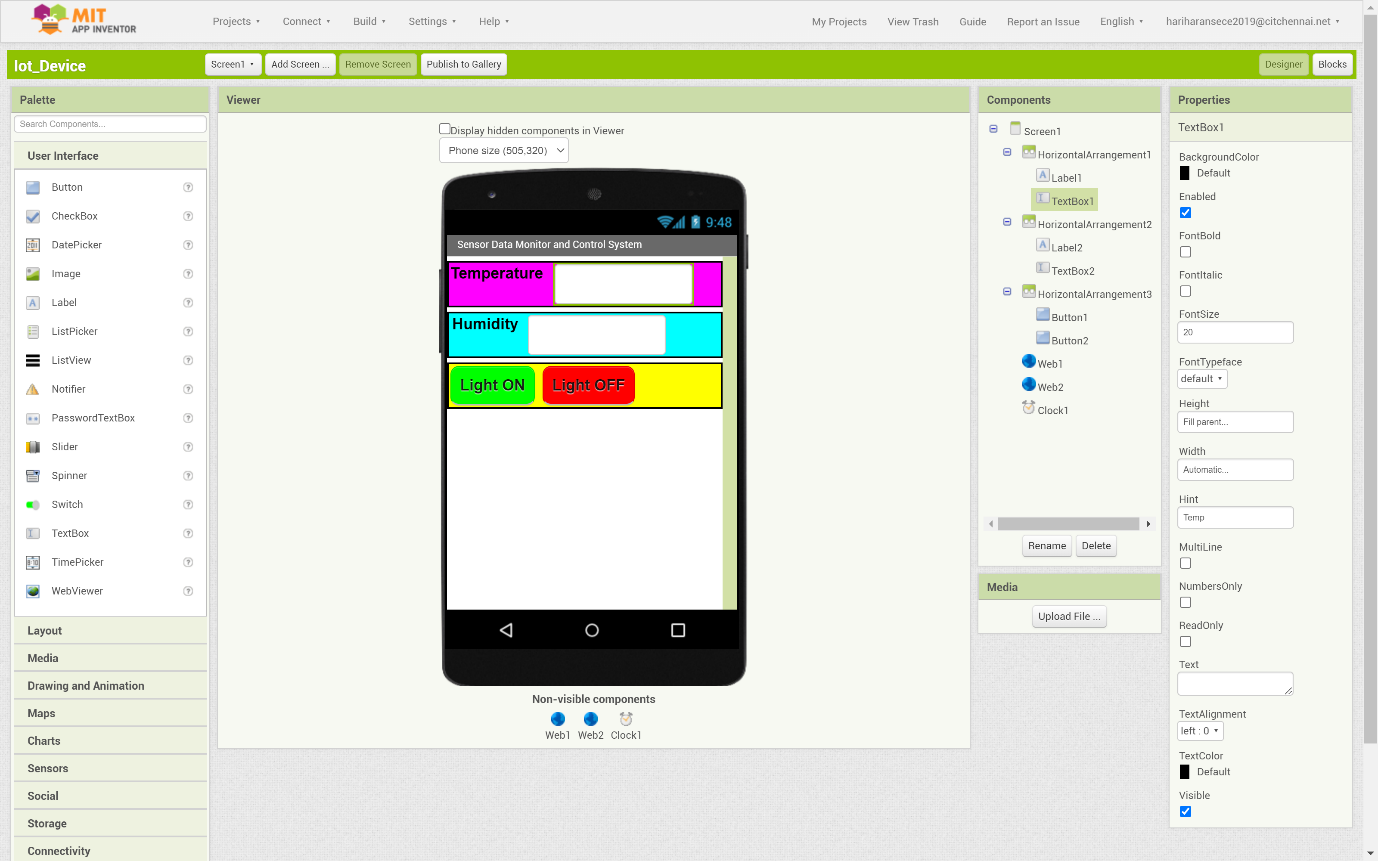 MIT
APP INVENTOR
Projects
Connect
Build
Settings
Help
My Projects
View Trash
Guide
Report an Issue
English
hariharansece2019@citchennai.net
Iot_Device
Screen1
Add Screen ...
Remove Screen
Publish to Gallery
Designer
Blocks
Palette
Search Components...
User Interface
Button
CheckBox
DatePicker
Image
Label
ListPicker
ListView
Notifier
PasswordTextBox
Slider
Spinner
Switch
TextBox
TimePicker
WebViewer
Layout
Media
Drawing and Animation
Maps
Charts
Sensors
Social
Storage
Connectivity
Viewer
Display hidden components in Viewer
Phone size (505,320)
9:48
Sensor Data Monitor and Control System
Temperature
Humidity
Light ON
Light OFF
Non-visible components
Web1
Web2
Clock1
Components
Screen1
HorizontalArrangement1
Label1
TextBox1
HorizontalArrangement2
Label2
TextBox2
HorizontalArrangement3
Button1
Button2
Web1
Web2
Clock1
Rename
Delete
Media
Upload File ...
Properties
TextBox1
BackgroundColor
Default
Enabled
FontBold
FontItalic
FontSize
20
FontTypeface
default
Height
Fill parent...
Width
Automatic...
Hint
Temp
MultiLine
NumbersOnly
ReadOnly
Text
TextAlignment
left : 0
TextColor
Default
Visible